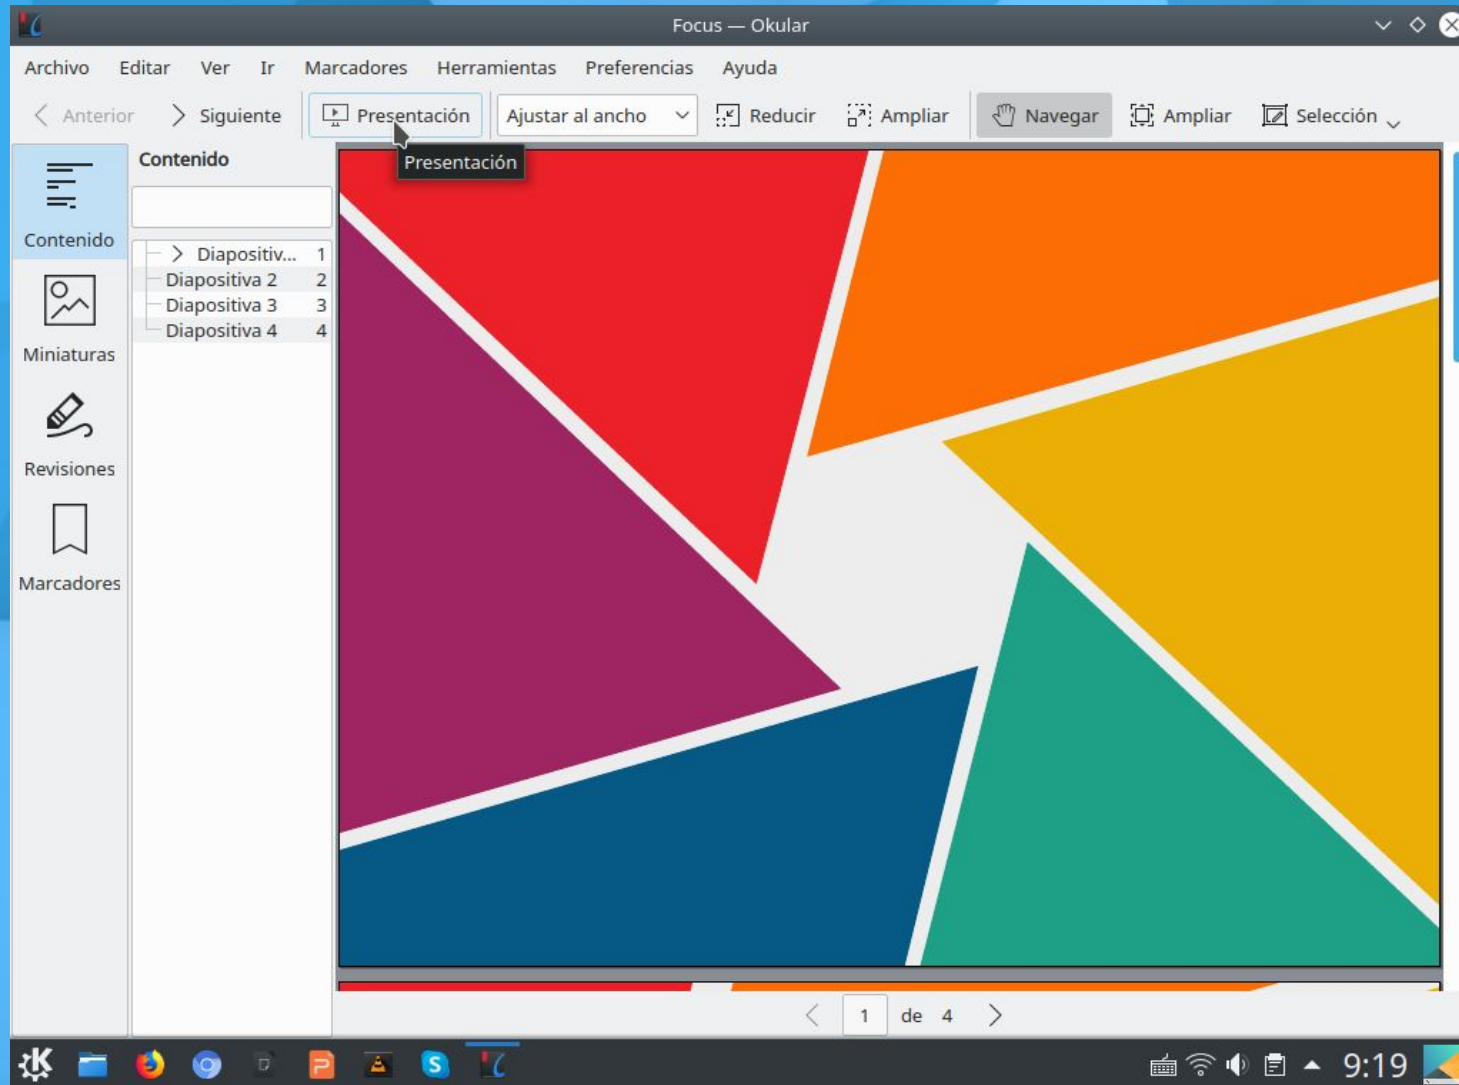 Focus — Okular
Archivo Editar Ver Ir Marcadores Herramientas Preferencias Ayuda
Anterior Siguiente Presentación Ajustar al ancho Reducir Ampliar Navegar Ampliar Selección
Presentación
Contenido
Contenido
Miniaturas
Revisiones
Marcadores
Diapositiv... 1
Diapositiva 2 2
Diapositiva 3 3
Diapositiva 4 4
1 de 4
9:19